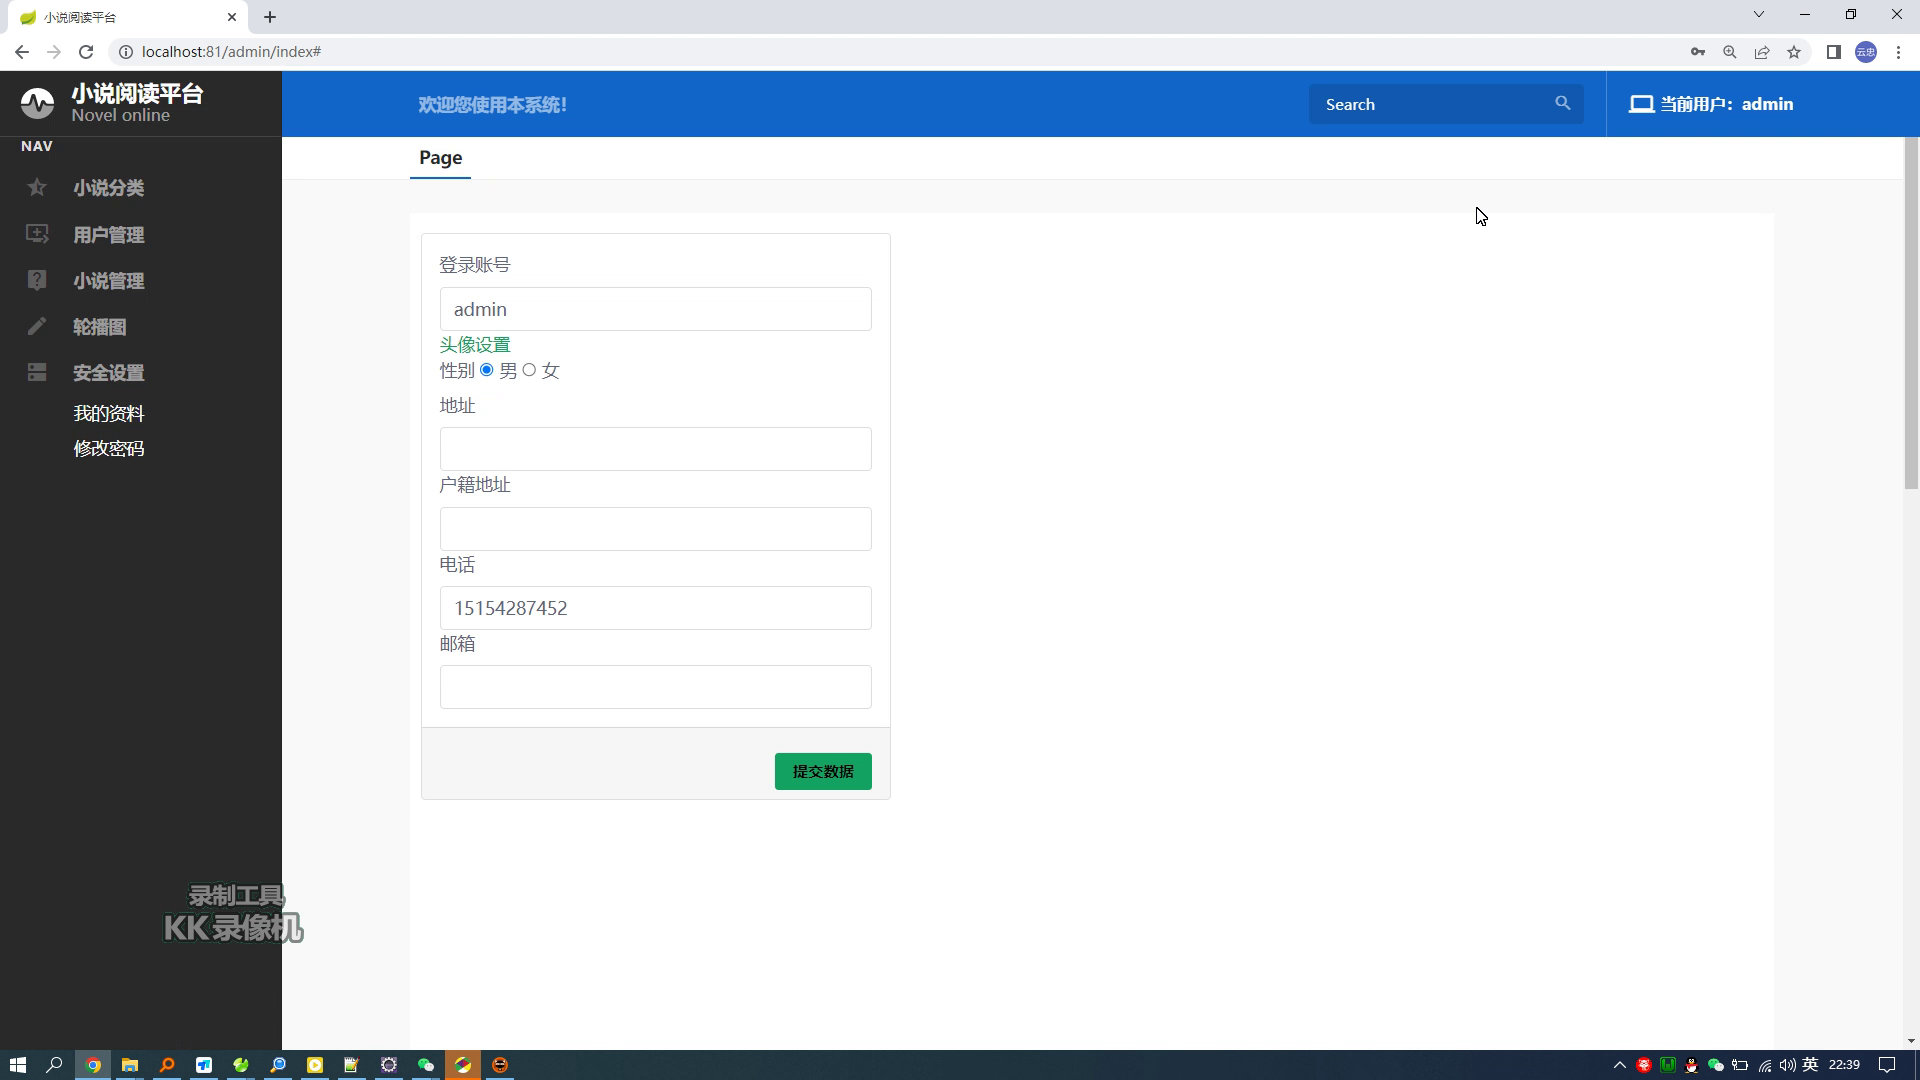 小说阅读平台
localhost:81/admin/index#
云忠
小说阅读平台
Novel online
欢迎您使用本系统!
Search
当前用户：admin
NAV
小说分类
用户管理
小说管理
轮播图
安全设置
我的资料
修改密码
Page
登录账号
admin
头像设置
性别 男 女
地址
户籍地址
电话
15154287452
邮箱
提交数据
录制工具
KK录像机
英
22:39